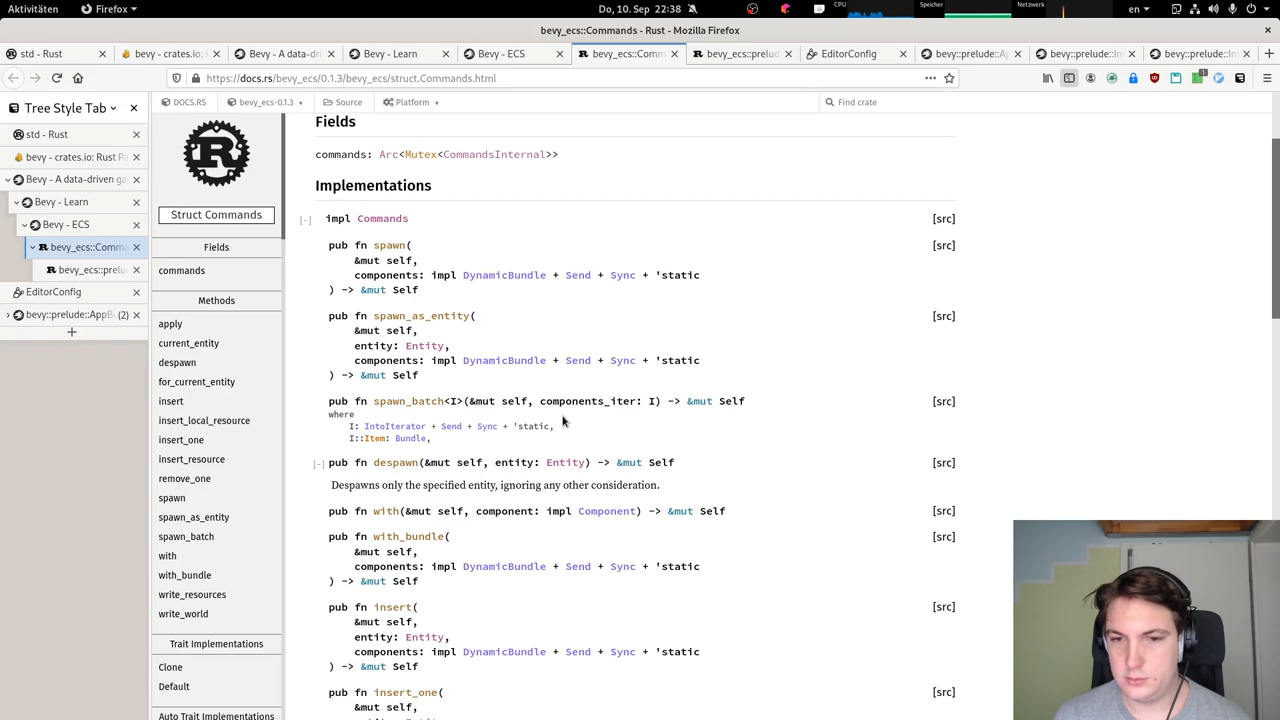 Aktivitäten
Firefox
Do, 10. Sep 22:38
CPU
Speicher
Netzwerk
en
bevy_ecs::Commands - Rust - Mozilla Firefox
std - Rust
bevy - crates.io: Rus
Bevy - A data-dri
Bevy - Learn
Bevy - ECS
bevy_ecs::Comm
bevy_ecs::prelud
EditorConfig
bevy::prelude::Ap
bevy::prelude::In
bevy::prelude::In
https://docs.rs/bevy_ecs/0.1.3/bevy_ecs/struct.Commands.html
Tree Style Tab
DOCS.RS
bevy_ecs-0.1.3
Source
Platform
Find crate
std - Rust
bevy - crates.io: Rust Pa
Bevy - A data-driven ga
Bevy - Learn
Bevy - ECS
bevy_ecs::Comma
bevy_ecs::prelu
EditorConfig
bevy::prelude::AppB (2)
Struct Commands
Fields
commands
Methods
apply
current_entity
despawn
for_current_entity
insert
insert_local_resource
insert_one
insert_resource
remove_one
spawn
spawn_as_entity
spawn_batch
with
with_bundle
write_resources
write_world
Trait Implementations
Clone
Default
Auto Trait Implementations
Fields
commands: Arc<Mutex<CommandsInternal>>
Implementations
[-] impl Commands [src]
pub fn spawn( [src]
&mut self,
components: impl DynamicBundle + Send + Sync + 'static
) -> &mut Self
pub fn spawn_as_entity( [src]
&mut self,
entity: Entity,
components: impl DynamicBundle + Send + Sync + 'static
) -> &mut Self
pub fn spawn_batch<I>(&mut self, components_iter: I) -> &mut Self [src]
where
I: IntoIterator + Send + Sync + 'static,
I::Item: Bundle,
[-] pub fn despawn(&mut self, entity: Entity) -> &mut Self [src]
Despawns only the specified entity, ignoring any other consideration.
pub fn with(&mut self, component: impl Component) -> &mut Self [src]
pub fn with_bundle( [src]
&mut self,
components: impl DynamicBundle + Send + Sync + 'static
) -> &mut Self
pub fn insert( [src]
&mut self,
entity: Entity,
components: impl DynamicBundle + Send + Sync + 'static
) -> &mut Self
pub fn insert_one( [src]
&mut self,